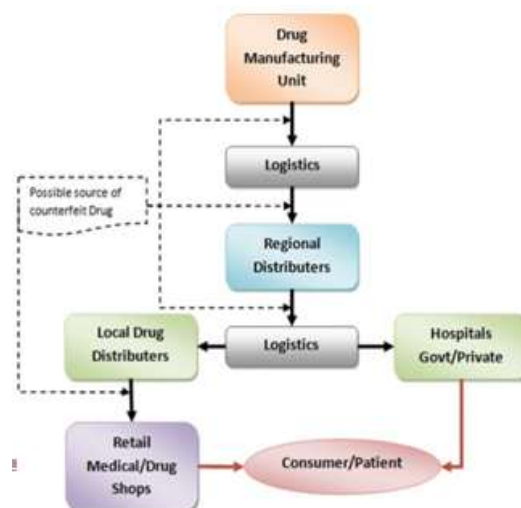 Drug
Manufacturing
Unit
Logistics
Possible source of
counterfeit Drug
Regional
Distributers
Local Drug
Distributers
Logistics
Hospitals
Govt/Private
Retail
Medical/Drug
Shops
Consumer/Patient